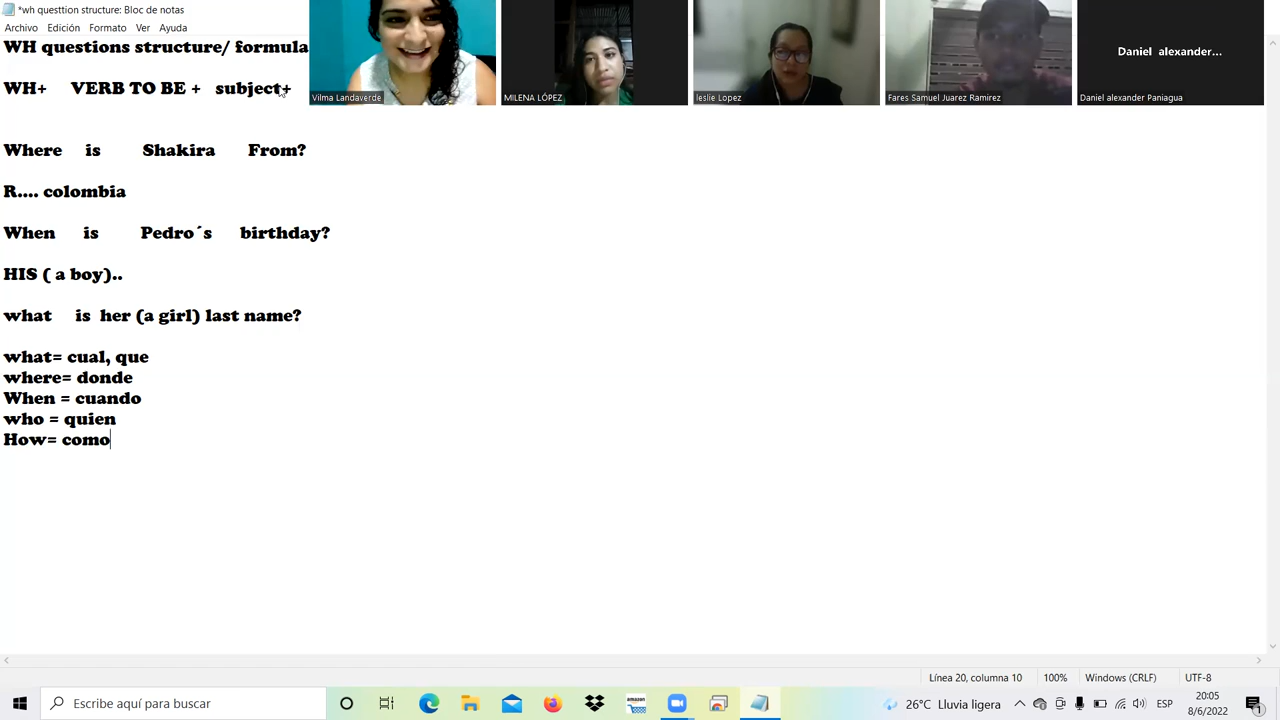 *wh questtion structure: Bloc de notas
Archivo Edición Formato Ver Ayuda
WH questions structure/ formula
WH+ VERB TO BE + subject+
Where is Shakira From?
R.... colombia
When is Pedro´s birthday?
HIS ( a boy)..
what is her (a girl) last name?
what= cual, que
where= donde
When = cuando
who = quien
How= como
Vilma Landaverde
MILENA LÓPEZ
leslie Lopez
Fares Samuel Juarez Ramirez
Daniel alexander...
Daniel alexander Paniagua
Línea 20, columna 10 100% Windows (CRLF) UTF-8
Escribe aquí para buscar
amazon
26°C Lluvia ligera
ESP
20:05
8/6/2022
1